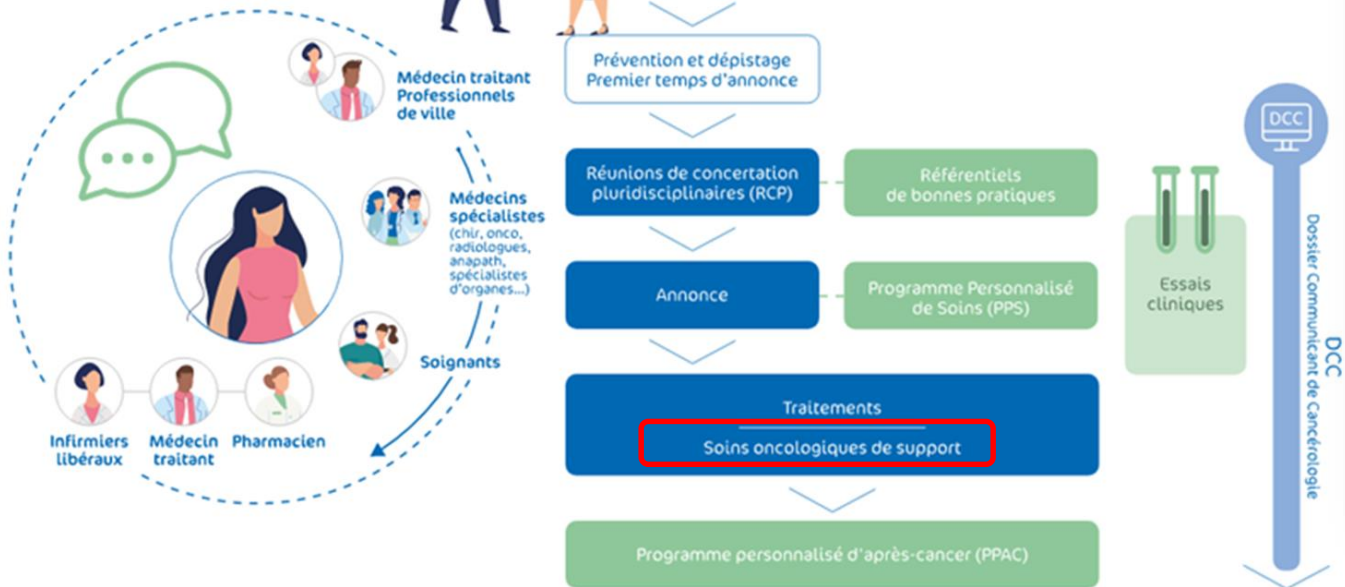 Médecin traitant
Professionnels
de ville
Médecins
spécialistes
(chir, onco,
radiologues,
anapath,
spécialistes
d'organes...)
Soignants
Infirmiers
libéraux
Médecin
traitant
Pharmacien
Prévention et dépistage
Premier temps d'annonce
Réunions de concertation
pluridisciplinaires (RCP)
Référentiels
de bonnes pratiques
Annonce
Programme Personnalisé
de Soins (PPS)
Traitements
Soins oncologiques de support
Programme personnalisé d'après-cancer (PPAC)
Essais
cliniques
DCC
DCC
Dossier Communicant de Cancérologie